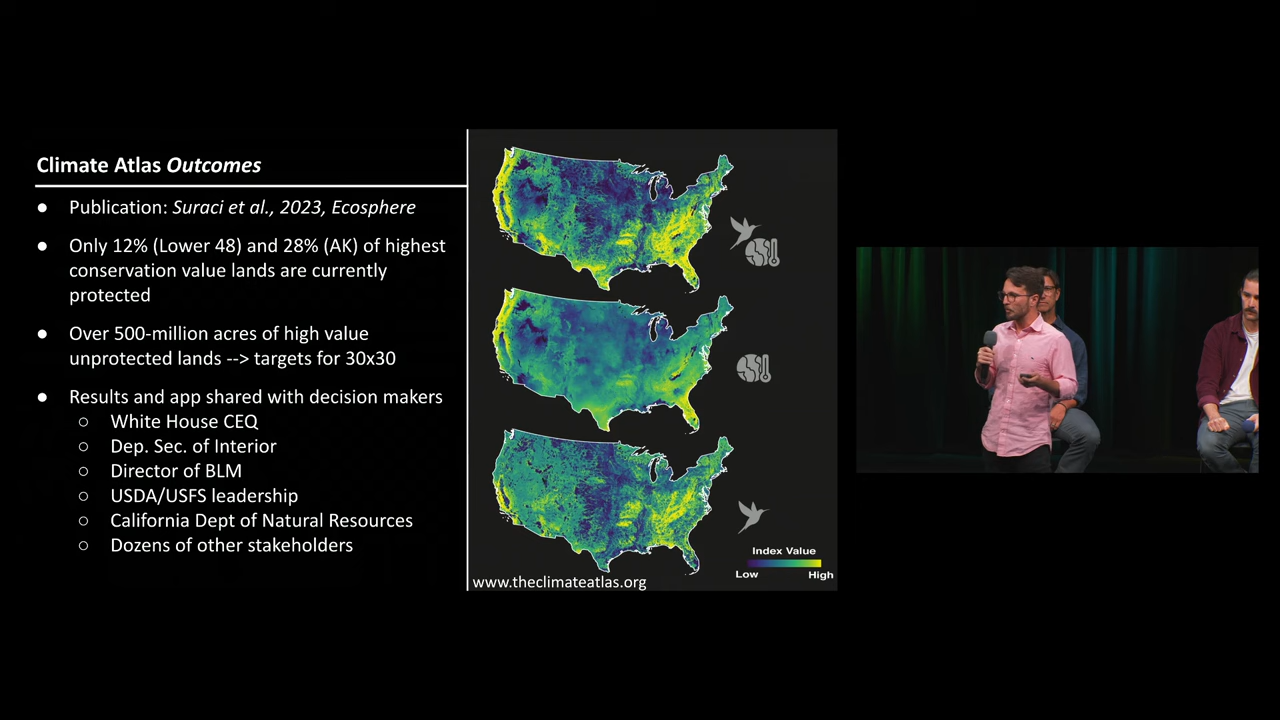 Climate Atlas Outcomes
● Publication: Suraci et al., 2023, Ecosphere
● Only 12% (Lower 48) and 28% (AK) of highest
conservation value lands are currently
protected
● Over 500-million acres of high value
unprotected lands --> targets for 30x30
● Results and app shared with decision makers
○ White House CEQ
○ Dep. Sec. of Interior
○ Director of BLM
○ USDA/USFS leadership
○ California Dept of Natural Resources
○ Dozens of other stakeholders
Index Value
Low High
www.theclimateatlas.org